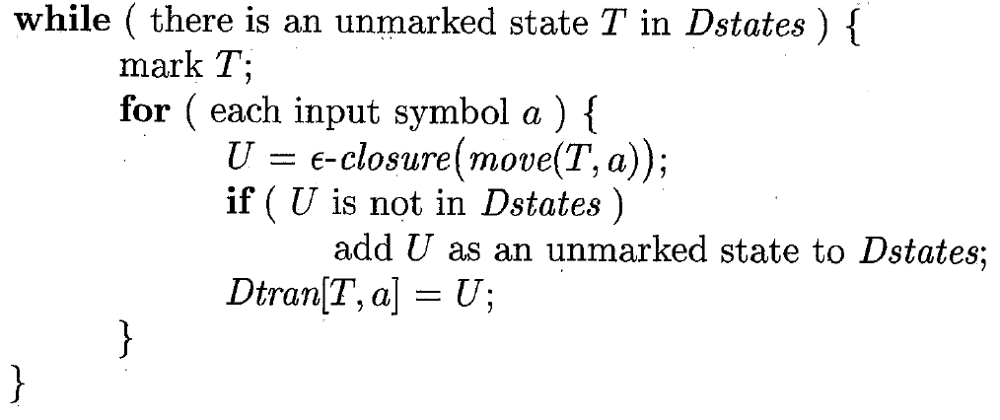 while ( there is an unmarked state T in Dstates ) {
mark T;
for ( each input symbol a ) {
U = ϵ-closure(move(T, a));
if ( U is not in Dstates )
add U as an unmarked state to Dstates;
Dtran[T, a] = U;
}
}